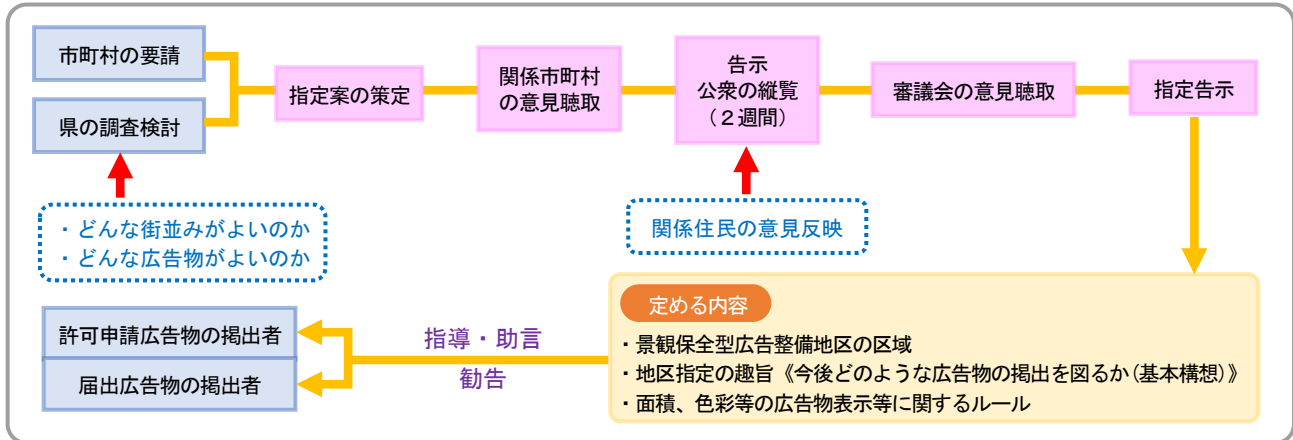 市町村の要請
県の調査検討
指定案の策定
関係市町村
の意見聴取
告示
公衆の縦覧
（２週間）
審議会の意見聴取
指定告示
・どんな街並みがよいのか
・どんな広告物がよいのか
関係住民の意見反映
定める内容
・景観保全型広告整備地区の区域
・地区指定の趣旨《今後どのような広告物の掲出を図るか(基本構想)》
・面積、色彩等の広告物表示等に関するルール
指導・助言
勧告
許可申請広告物の掲出者
届出広告物の掲出者